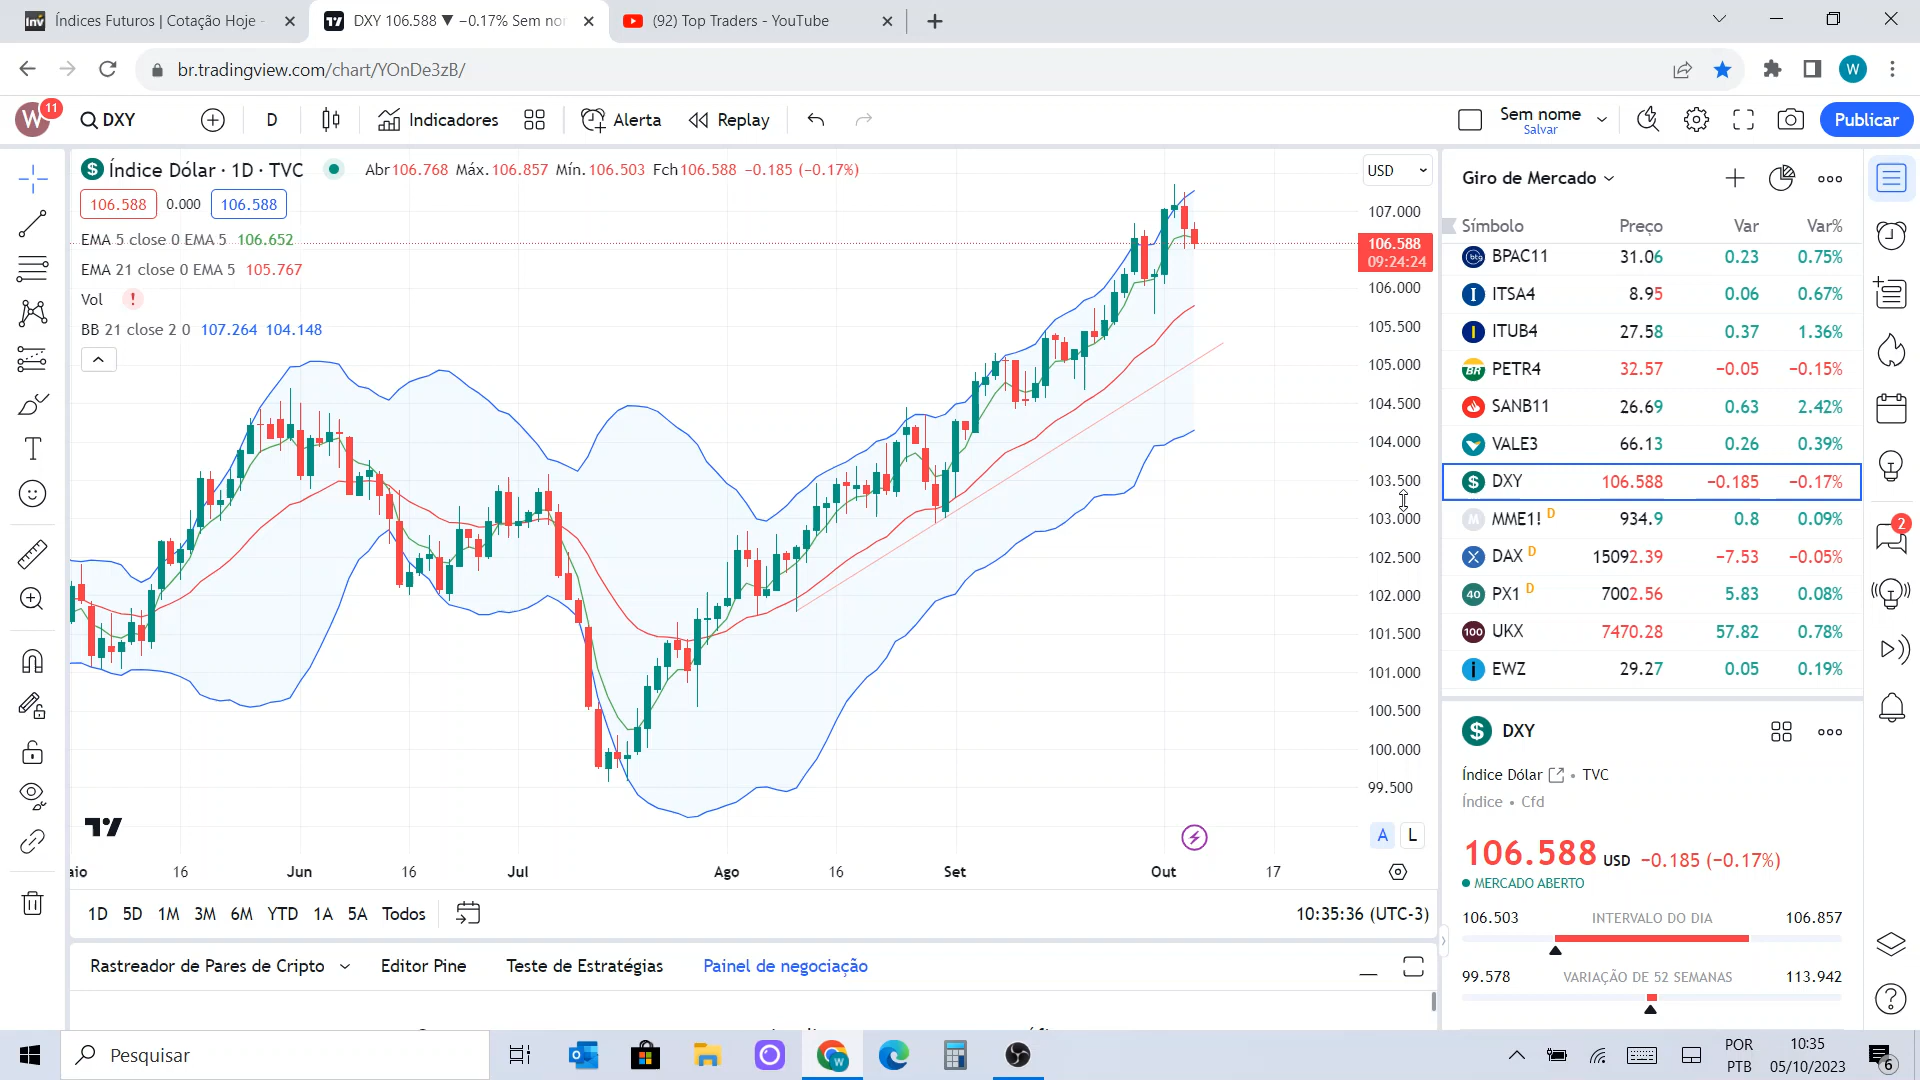 Índices Futuros | Cotação Hoje -
DXY 106.588 ▼ −0.17% Sem nor
(92) Top Traders - YouTube
br.tradingview.com/chart/YOnDe3zB/
W
W
11
DXY
D
Indicadores
Alerta
Replay
Sem nome
Salvar
Publicar
Índice Dólar · 1D · TVC
Abr106.768 Máx.106.857 Mín.106.503 Fch106.588 −0.185 (−0.17%)
106.588 0.000 106.588
EMA 5 close 0 EMA 5 106.652
EMA 21 close 0 EMA 5 105.767
Vol !
BB 21 close 2 0 107.264 104.148
USD
107.000
106.588
09:24:24
106.000
105.500
105.000
104.500
104.000
103.500
103.000
102.500
102.000
101.500
101.000
100.500
100.000
99.500
A L
aio 16 Jun 16 Jul Ago 16 Set Out 17
1D 5D 1M 3M 6M YTD 1A 5A Todos
10:35:36 (UTC-3)
Rastreador de Pares de Cripto Editor Pine Teste de Estratégias Painel de negociação
Giro de Mercado
Símbolo Preço Var Var%
BPAC11 31.06 0.23 0.75%
ITSA4 8.95 0.06 0.67%
ITUB4 27.58 0.37 1.36%
PETR4 32.57 −0.05 −0.15%
SANB11 26.69 0.63 2.42%
VALE3 66.13 0.26 0.39%
DXY 106.588 −0.185 −0.17%
MME1! D 934.9 0.8 0.09%
DAX D 15092.39 −7.53 −0.05%
PX1 D 7002.56 5.83 0.08%
UKX 7470.28 57.82 0.78%
EWZ 29.27 0.05 0.19%
2
DXY
Índice Dólar • TVC
Índice • Cfd
106.588 USD −0.185 (−0.17%)
MERCADO ABERTO
106.503 INTERVALO DO DIA 106.857
99.578 VARIAÇÃO DE 52 SEMANAS 113.942
Pesquisar
POR
PTB
10:35
05/10/2023
6